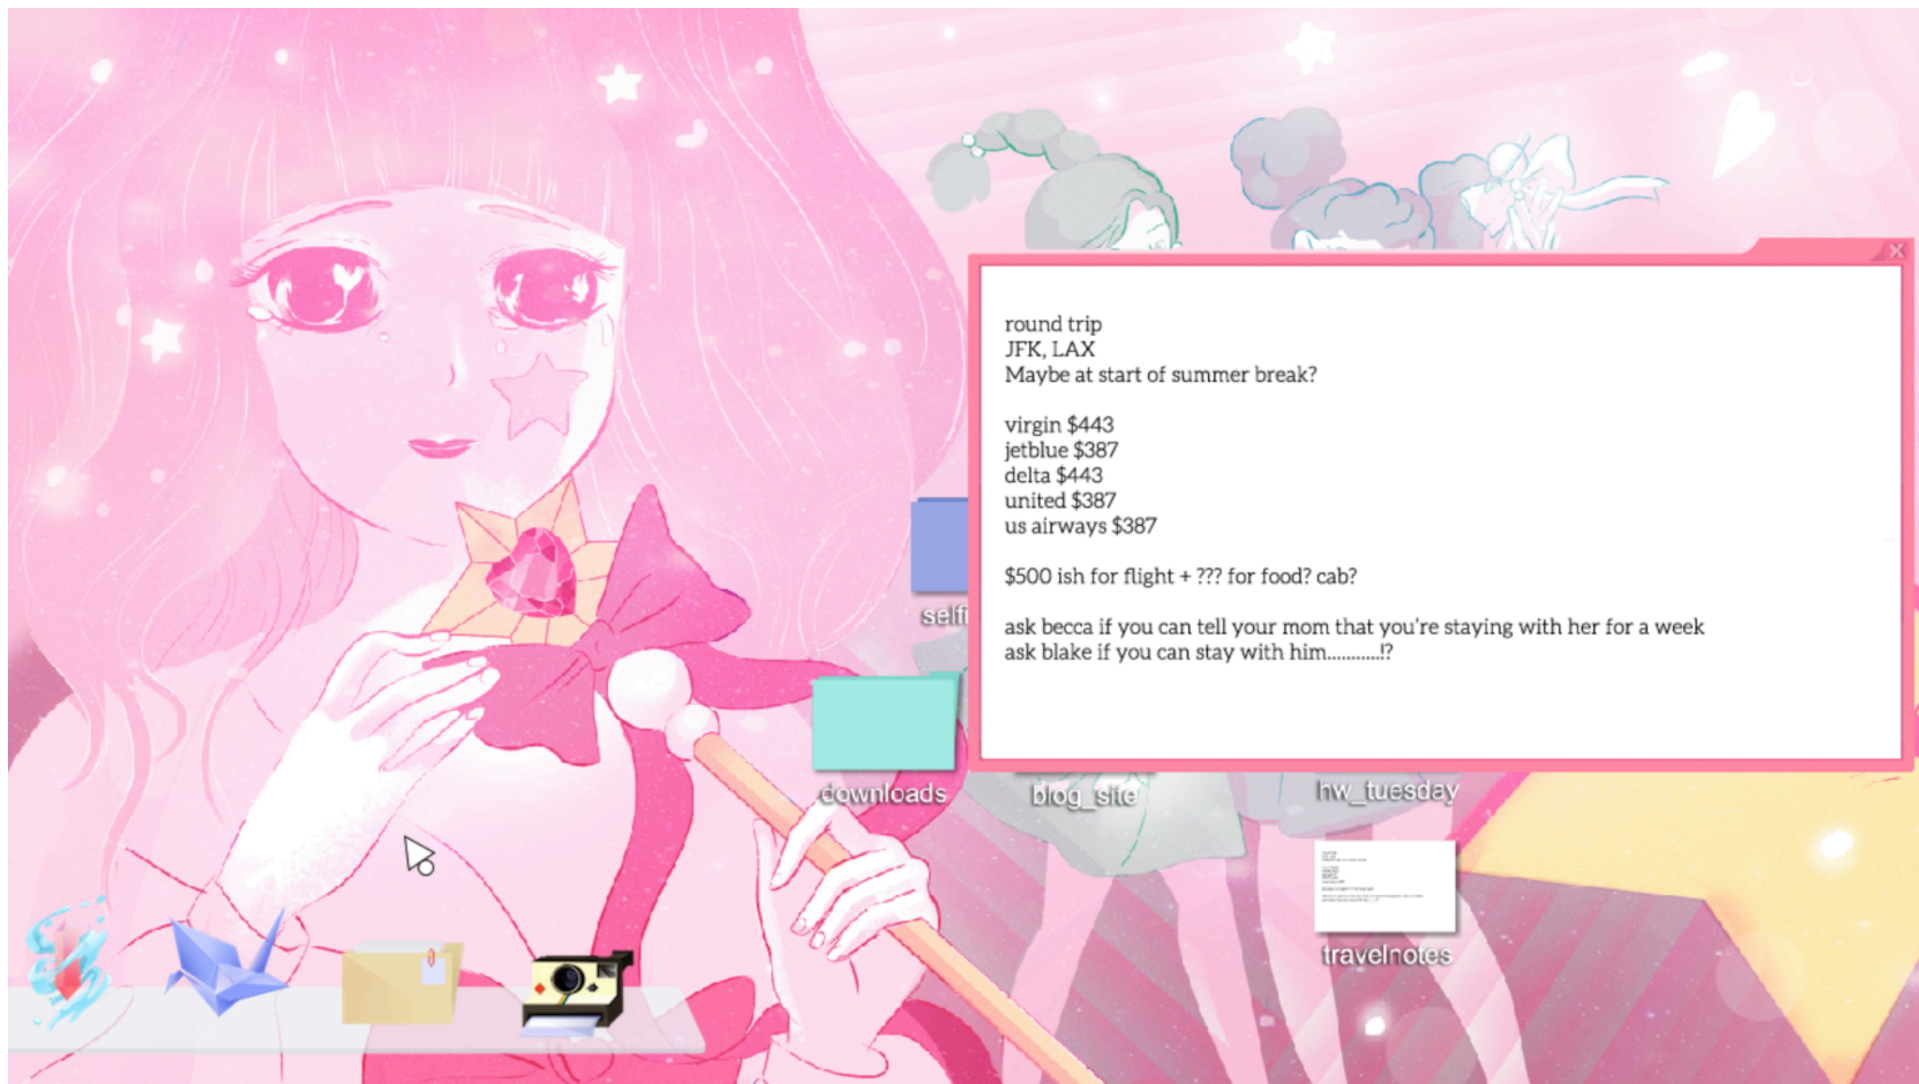 round trip
JFK, LAX
Maybe at start of summer break?
virgin $443
jetblue $387
delta $443
united $387
us airways $387
$500 ish for flight + ??? for food? cab?
ask becca if you can tell your mom that you're staying with her for a week
ask blake if you can stay with him...........!?
selfi
downloads
blog_site
hw_tuesday
travelnotes